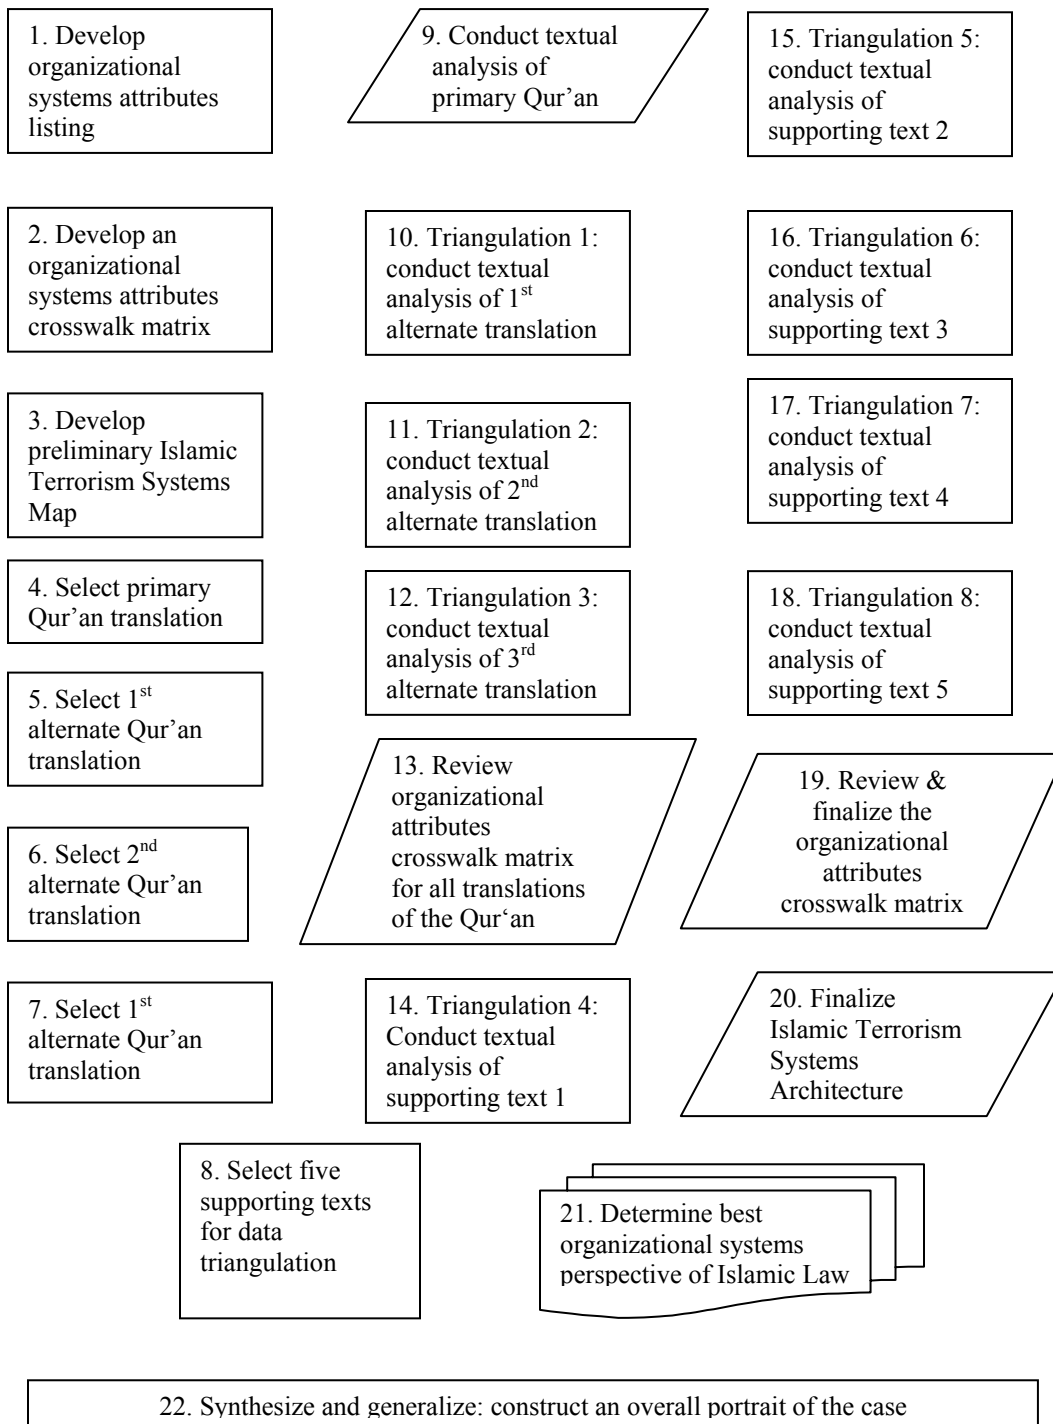 1. Develop
organizational
systems attributes
listing
2. Develop an
organizational
systems attributes
crosswalk matrix
3. Develop
preliminary Islamic
Terrorism Systems
Map
4. Select primary
Qur’an translation
5. Select 1st
alternate Qur’an
translation
6. Select 2nd
alternate Qur’an
translation
7. Select 1st
alternate Qur’an
translation
8. Select five
supporting texts
for data
triangulation
9. Conduct textual
analysis of
primary Qur’an
10. Triangulation 1:
conduct textual
analysis of 1st
alternate translation
11. Triangulation 2:
conduct textual
analysis of 2nd
alternate translation
12. Triangulation 3:
conduct textual
analysis of 3rd
alternate translation
13. Review
organizational
attributes
crosswalk matrix
for all translations
of the Qur‘an
14. Triangulation 4:
Conduct textual
analysis of
supporting text 1
15. Triangulation 5:
conduct textual
analysis of
supporting text 2
16. Triangulation 6:
conduct textual
analysis of
supporting text 3
17. Triangulation 7:
conduct textual
analysis of
supporting text 4
18. Triangulation 8:
conduct textual
analysis of
supporting text 5
19. Review &
finalize the
organizational
attributes
crosswalk matrix
20. Finalize
Islamic Terrorism
Systems
Architecture
21. Determine best
organizational systems
perspective of Islamic Law
22. Synthesize and generalize: construct an overall portrait of the case